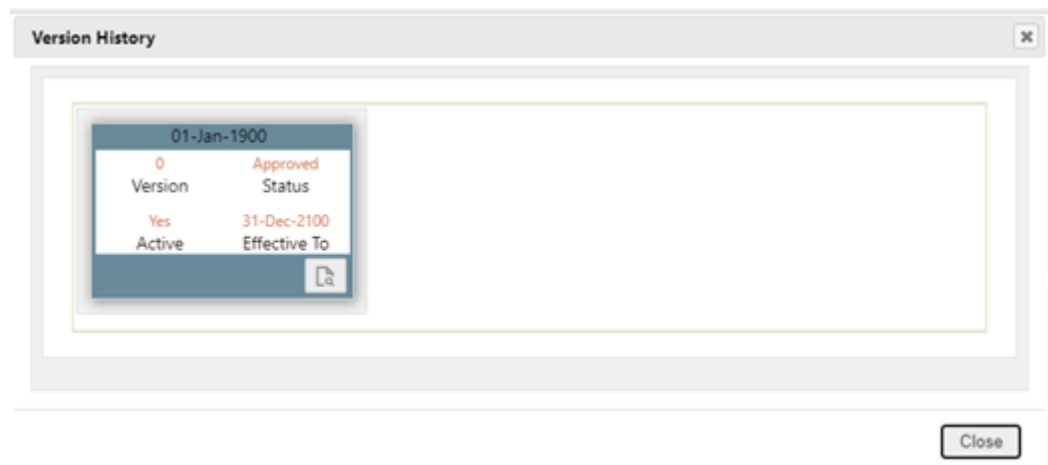 Version History
01-Jan-1900
0 Approved
Version Status
Yes 31-Dec-2100
Active Effective To
Close